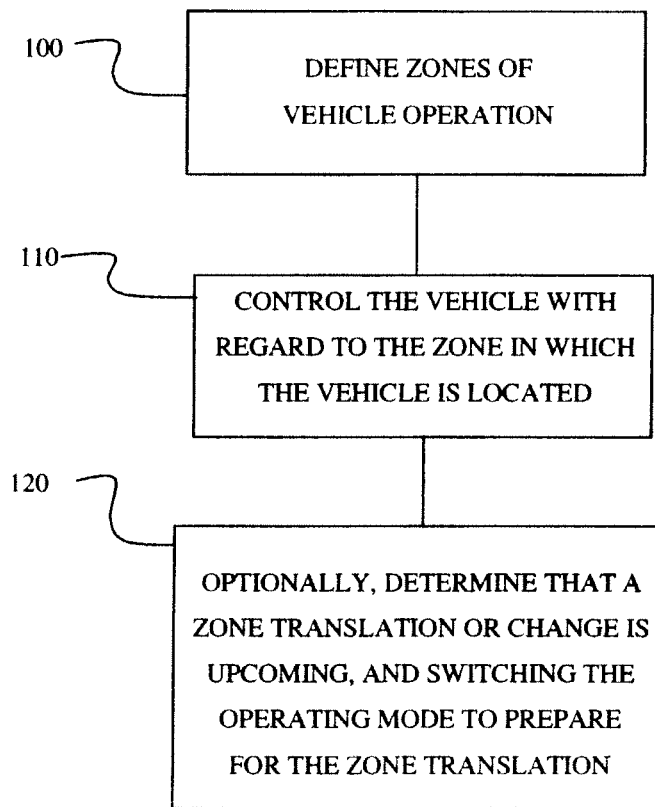 100
DEFINE ZONES OF
VEHICLE OPERATION
110
CONTROL THE VEHICLE WITH
REGARD TO THE ZONE IN WHICH
THE VEHICLE IS LOCATED
120
OPTIONALLY, DETERMINE THAT A
ZONE TRANSLATION OR CHANGE IS
UPCOMING, AND SWITCHING THE
OPERATING MODE TO PREPARE
FOR THE ZONE TRANSLATION